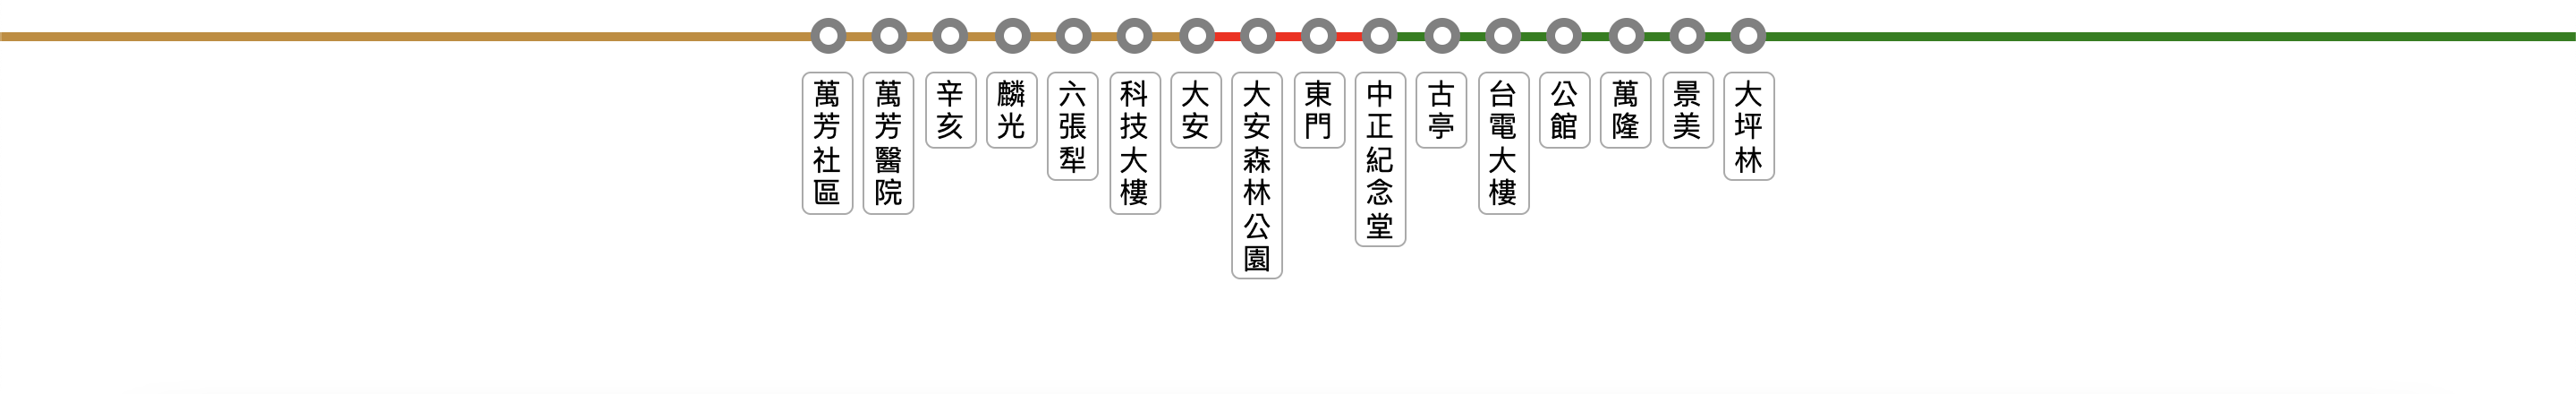 萬芳社區
萬芳醫院
辛亥
麟光
六張犁
科技大樓
大安
大安森林公園
東門
中正紀念堂
古亭
台電大樓
公館
萬隆
景美
大坪林